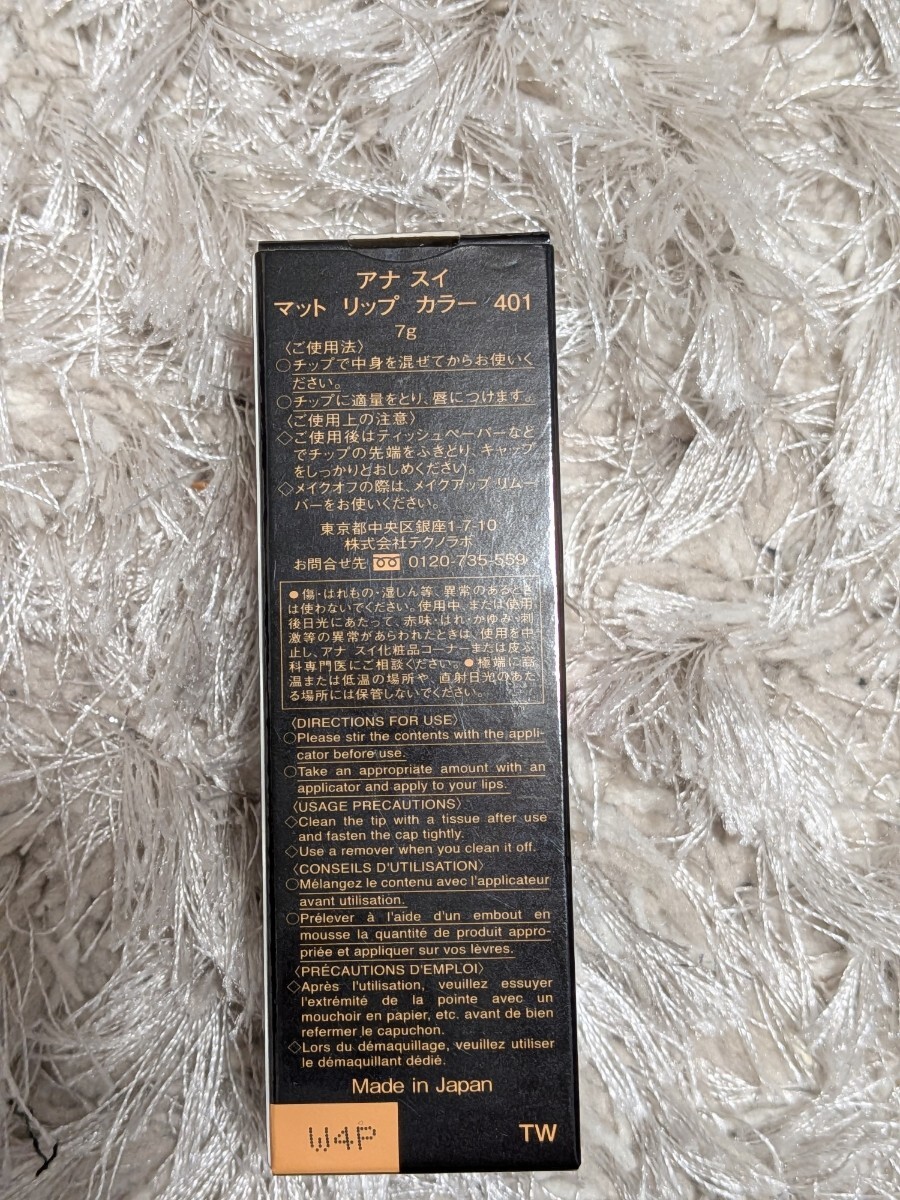 アナ スイ
マット リップ カラー 401
7g
〈ご使用法〉
○チップで中身を混ぜてからお使いく
ださい。
○チップに適量をとり、唇につけます。
〈ご使用上の注意〉
◇ご使用後はティッシュペーパーなど
でチップの先端をふきとり、キャップ
をしっかりとおしめください。
◇メイクオフの際は、メイクアップ リムー
バーをお使いください。
東京都中央区銀座1-7-10
株式会社テクノラボ
お問合せ先 0120-735-559
●傷・はれもの・湿しん等、異常のあるとき
は使わないでください。使用中、または使用
後日光にあたって、赤味・はれ・かゆみ・刺
激等の異常があらわれたときは、使用を中
止し、アナ スイ化粧品コーナーまたは皮ふ
科専門医にご相談ください。●極端に高
温または低温の場所や、直射日光のあた
る場所には保管しないでください。
〈DIRECTIONS FOR USE〉
○Please stir the contents with the appli-
cator before use.
○Take an appropriate amount with an
applicator and apply to your lips.
〈USAGE PRECAUTIONS〉
◇Clean the tip with a tissue after use
and fasten the cap tightly.
◇Use a remover when you clean it off.
〈CONSEILS D'UTILISATION〉
○Mélangez le contenu avec l'applicateur
avant utilisation.
○Prélever à l'aide d'un embout en
mousse la quantité de produit appro-
priée et appliquer sur vos lèvres.
〈PRÉCAUTIONS D'EMPLOI〉
◇Après l'utilisation, veuillez essuyer
l'extrémité de la pointe avec un
mouchoir en papier, etc. avant de bien
refermer le capuchon.
◇Lors du démaquillage, veuillez utiliser
le démaquillant dédié.
Made in Japan
W4P
TW